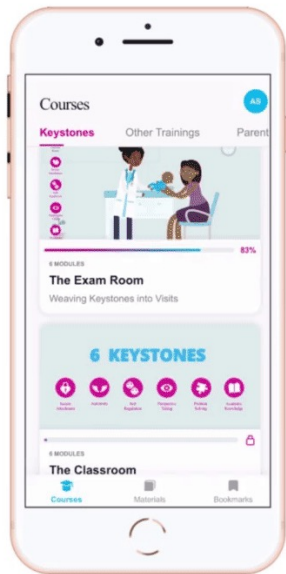 Courses
AS
Keystones Other Trainings Parent
83%
6 MODULES
The Exam Room
Weaving Keystones into Visits
6 KEYSTONES
6 MODULES
The Classroom
Courses Materials Bookmarks